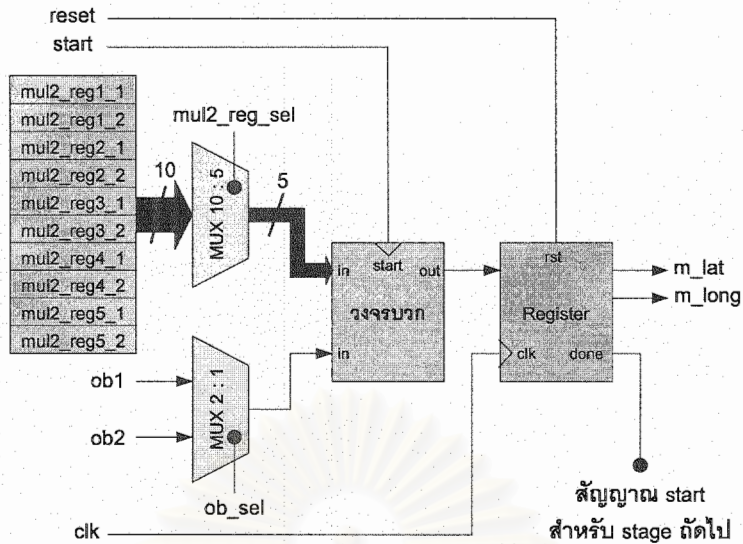 reset
start
mul2_reg1_1
mul2_reg1_2
mul2_reg2_1
mul2_reg2_2
mul2_reg3_1
mul2_reg3_2
mul2_reg4_1
mul2_reg4_2
mul2_reg5_1
mul2_reg5_2
10
mul2_reg_sel
MUX 10 : 5
5
in
start
out
วงจรบวก
in
rst
Register
clk
done
m_lat
m_long
ob1
ob2
MUX 2 : 1
ob_sel
clk
สัญญาณ start
สำหรับ stage ถัดไป